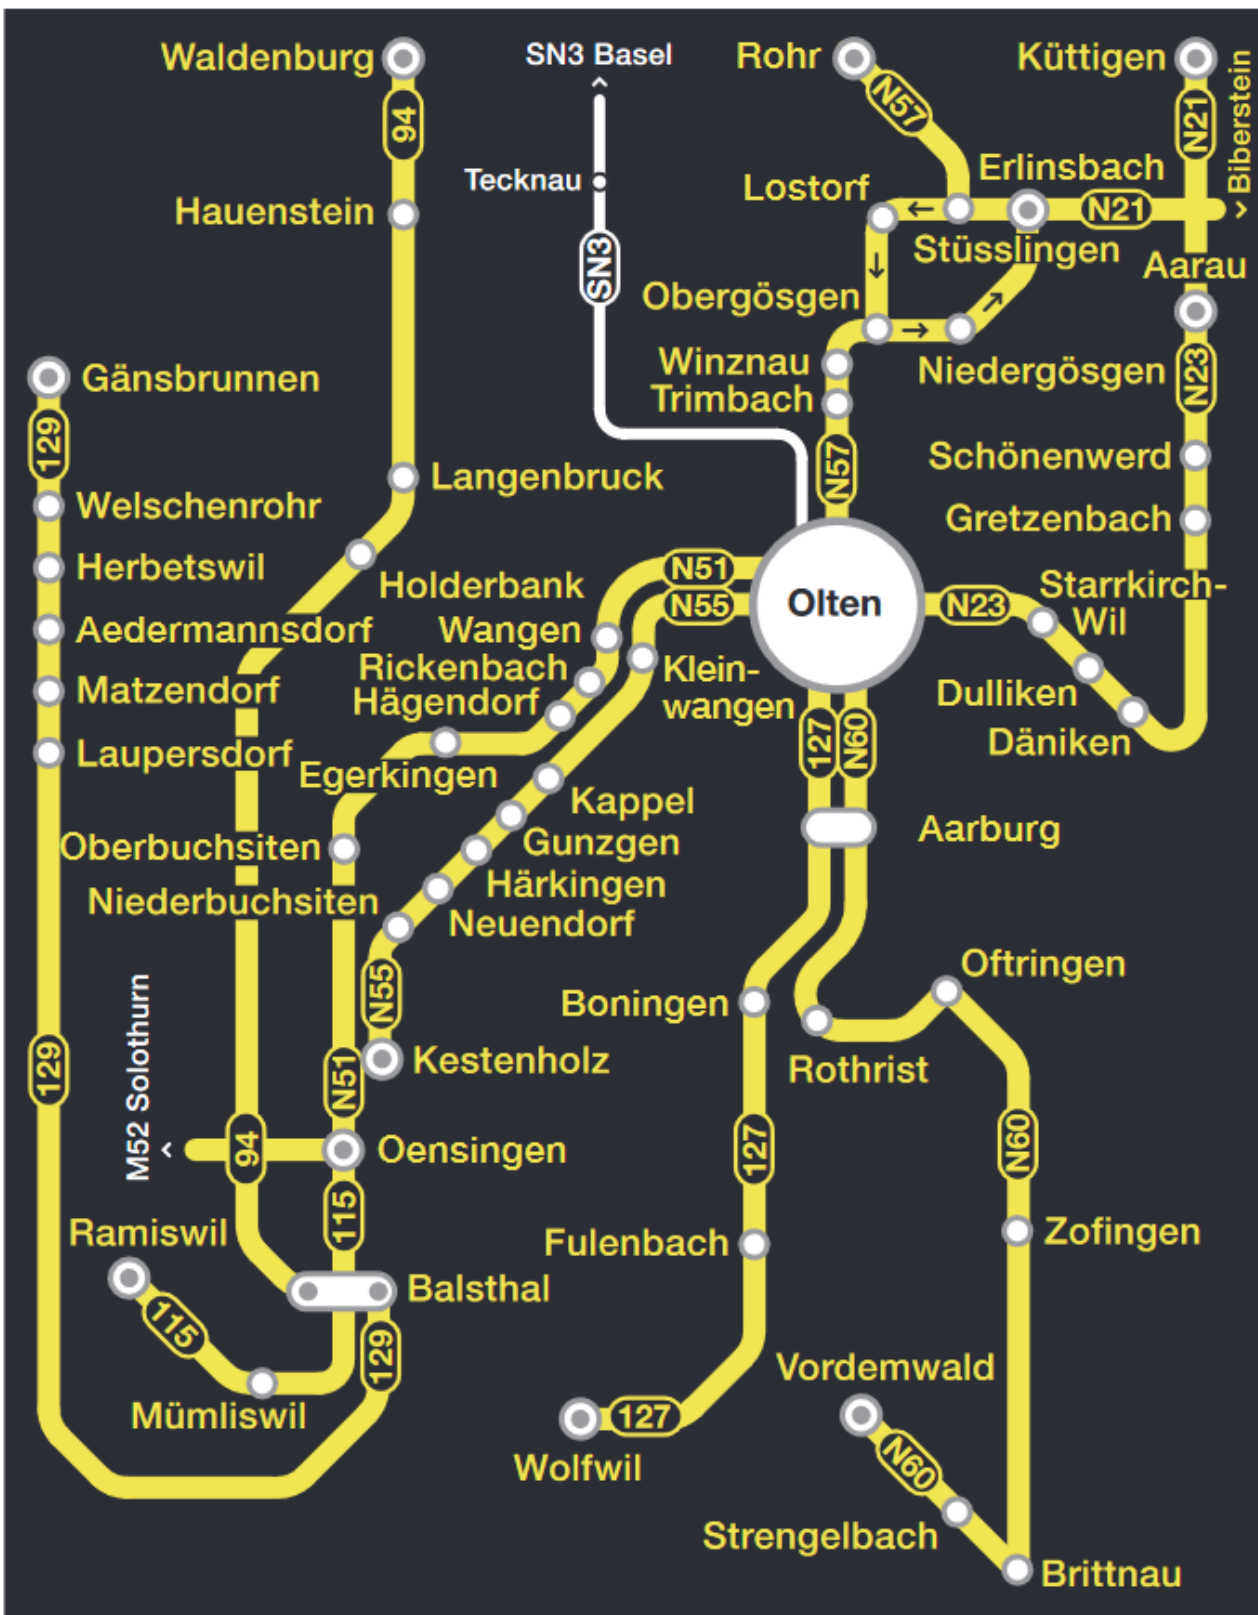 Waldenburg
SN3 Basel
Rohr
Küttigen
94
N57
N21
Biberstein
Tecknau
Erlinsbach
Lostorf
N21
Hauenstein
Stüsslingen
Aarau
SN3
Obergösgen
Winznau
Niedergösgen
N23
Gänsbrunnen
Trimbach
129
N57
Schönenwerd
Langenbruck
Welschenrohr
Gretzenbach
Herbetswil
Holderbank
N51
Starrkirch-
Wil
N55
Olten
N23
Aedermannsdorf
Wangen
Rickenbach
Klein-
wangen
Matzendorf
Hägendorf
Dulliken
Däniken
127
N60
Laupersdorf
Egerkingen
Kappel
Aarburg
Oberbuchsiten
Gunzgen
Härkingen
Niederbuchsiten
Neuendorf
Oftringen
N55
Boningen
M52 Solothurn
129
N51
Kestenholz
Rothrist
94
Oensingen
127
N60
115
Ramiswil
Fulenbach
Zofingen
Balsthal
115
129
Vordemwald
Mümliswil
127
Wolfwil
N60
Strengelbach
Brittnau